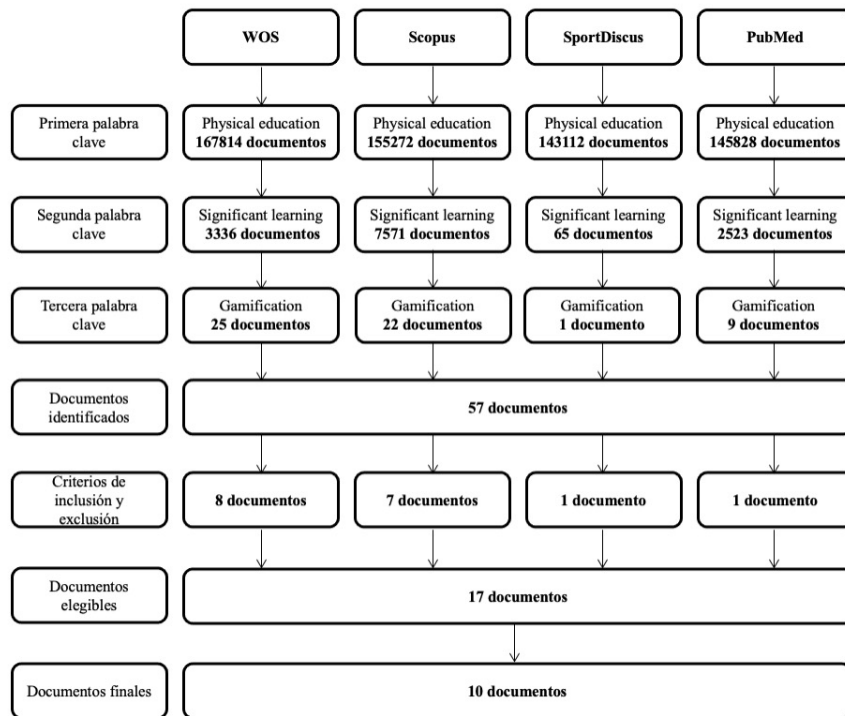 WOS
Scopus
SportDiscus
PubMed
Primera palabra
clave
Physical education
167814 documentos
Physical education
155272 documentos
Physical education
143112 documentos
Physical education
145828 documentos
Segunda palabra
clave
Significant learning
3336 documentos
Significant learning
7571 documentos
Significant learning
65 documentos
Significant learning
2523 documentos
Tercera palabra
clave
Gamification
25 documentos
Gamification
22 documentos
Gamification
1 documento
Gamification
9 documentos
Documentos
identificados
57 documentos
Criterios de
inclusión y
exclusión
8 documentos
7 documentos
1 documento
1 documento
Documentos
elegibles
17 documentos
Documentos finales
10 documentos